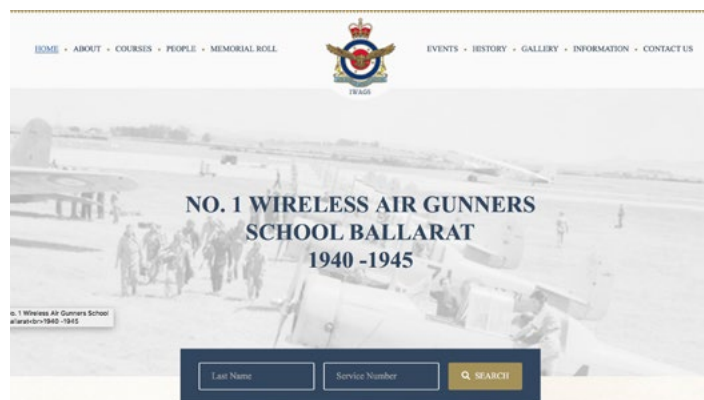 HOME • ABOUT • COURSES • PEOPLE • MEMORIAL ROLL
EVENTS • HISTORY • GALLERY • INFORMATION • CONTACT US
1WAGS
NO. 1 WIRELESS AIR GUNNERS
SCHOOL BALLARAT
1940 -1945
o. 1 Wireless Air Gunners School
allarat<br>1940 -1945
Last Name
Service Number
SEARCH